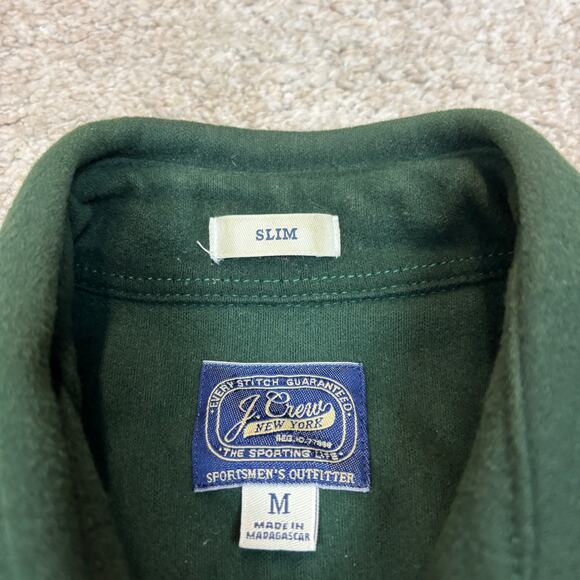 SLIM
EVERY STITCH GUARANTEED
J. Crew
NEW YORK
THE SPORTING LIFE
SPORTSMEN'S OUTFITTER
M
MADE IN
MADAGASCAR